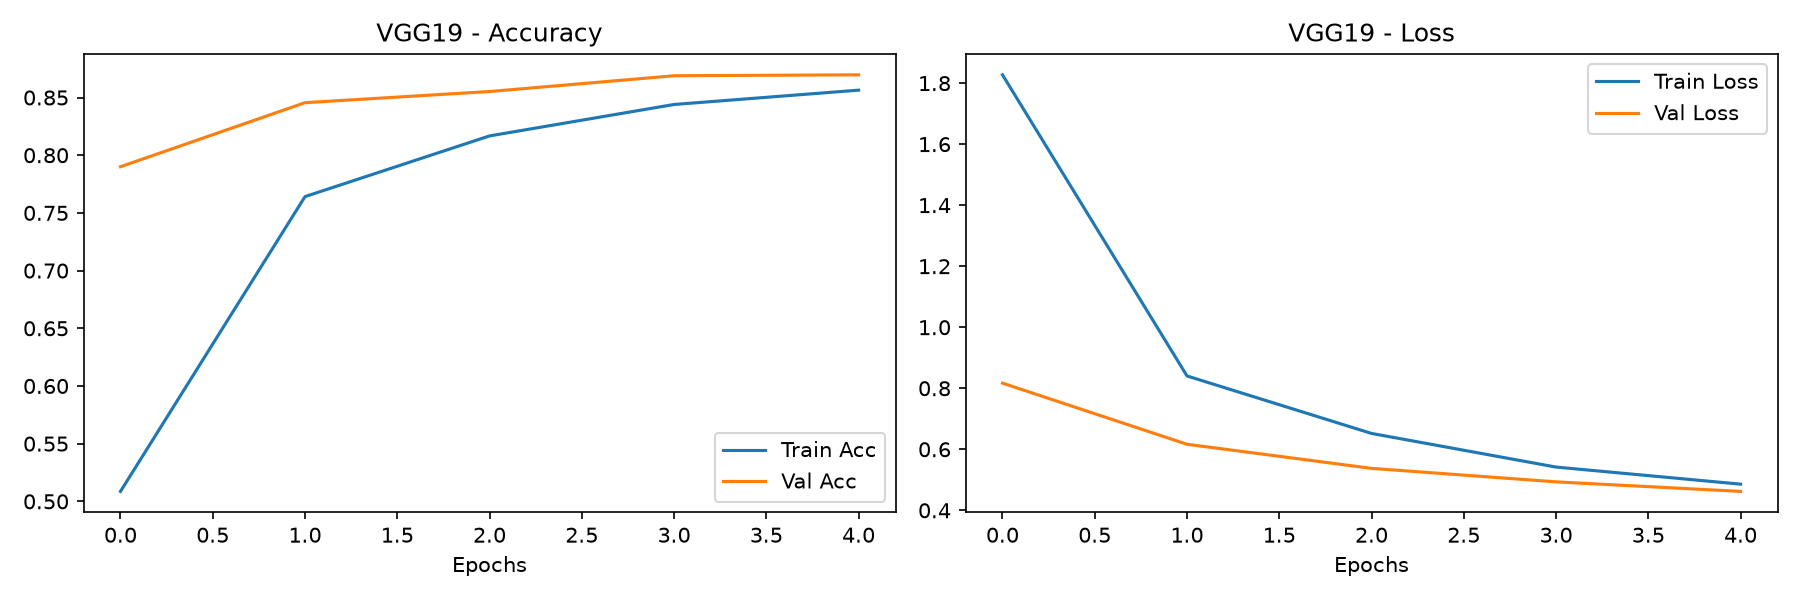 VGG19 - Accuracy
0.85
0.80
0.75
0.70
0.65
0.60
0.55
0.50
Train Acc
Val Acc
0.0 0.5 1.0 1.5 2.0 2.5 3.0 3.5 4.0
Epochs
VGG19 - Loss
1.8
1.6
1.4
1.2
1.0
0.8
0.6
0.4
Train Loss
Val Loss
0.0 0.5 1.0 1.5 2.0 2.5 3.0 3.5 4.0
Epochs